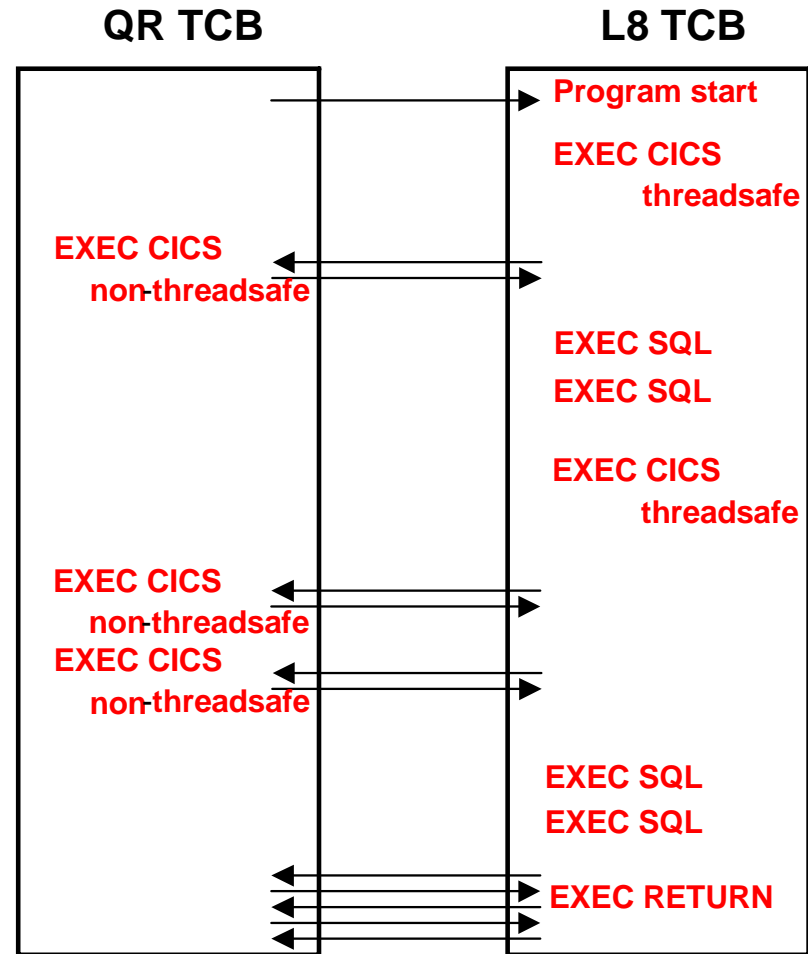 QR TCB
L8 TCB
Program start
EXEC CICS
threadsafe
EXEC CICS
non-threadsafe
EXEC SQL
EXEC SQL
EXEC CICS
threadsafe
EXEC CICS
non-threadsafe
EXEC CICS
non-threadsafe
EXEC SQL
EXEC SQL
EXEC RETURN